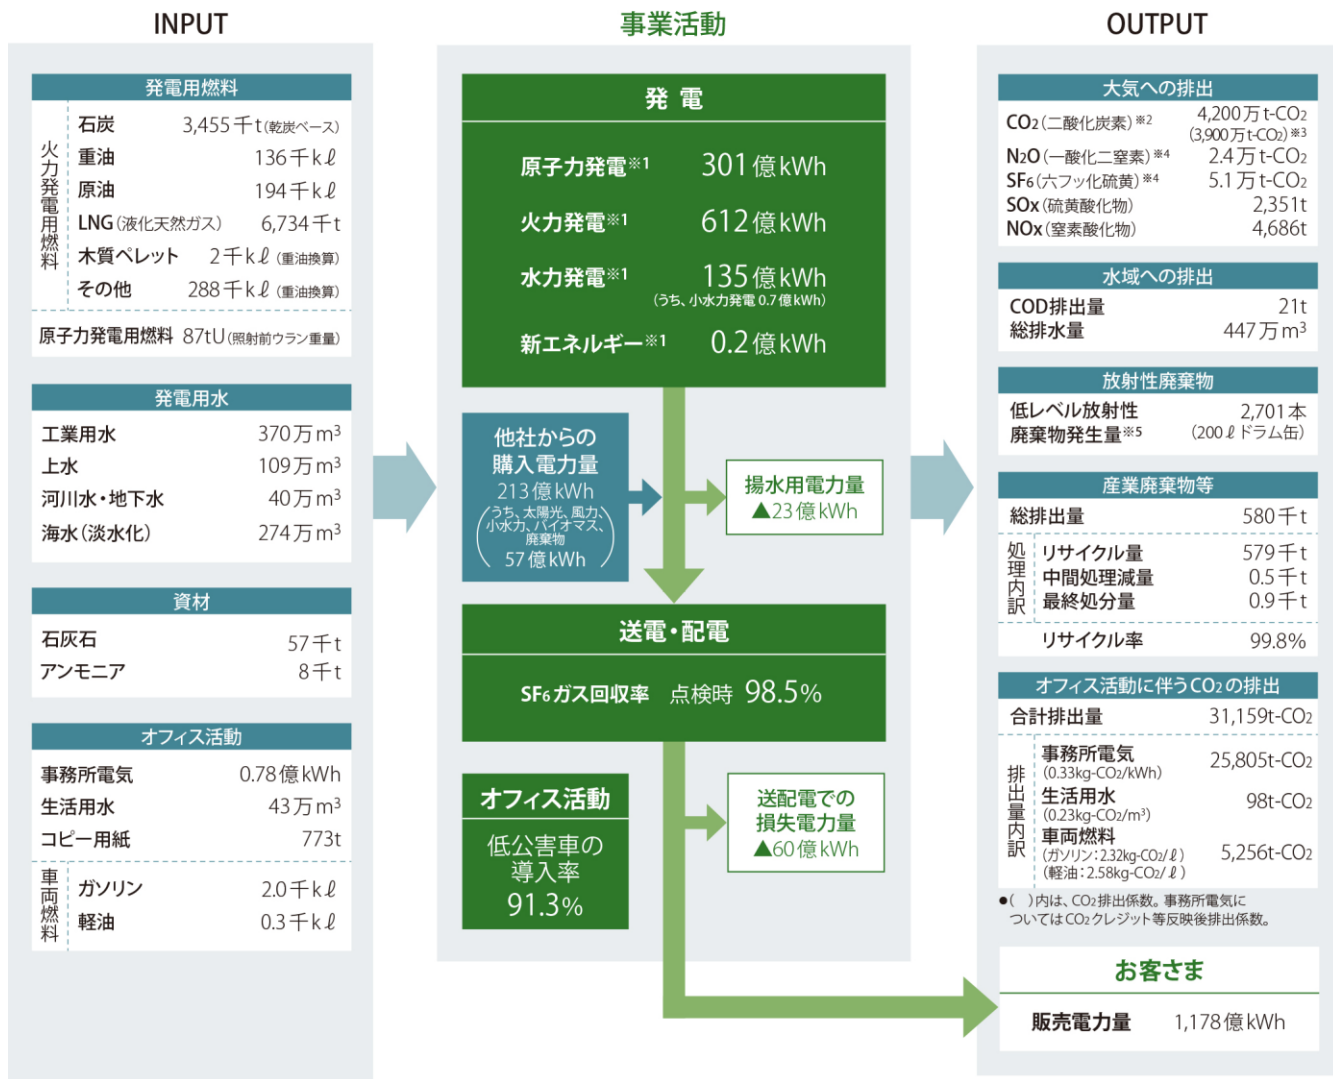 INPUT
発電用燃料
火力発電用燃料
石炭 3,455千t(乾炭ベース)
重油 136千kℓ
原油 194千kℓ
LNG(液化天然ガス) 6,734千t
木質ペレット 2千kℓ(重油換算)
その他 288千kℓ(重油換算)
原子力発電用燃料 87tU(照射前ウラン重量)
発電用水
工業用水 370万m³
上水 109万m³
河川水・地下水 40万m³
海水(淡水化) 274万m³
資材
石灰石 57千t
アンモニア 8千t
オフィス活動
事務所電気 0.78億kWh
生活用水 43万m³
コピー用紙 773t
車両燃料
ガソリン 2.0千kℓ
軽油 0.3千kℓ
事業活動
発電
原子力発電※1 301億kWh
火力発電※1 612億kWh
水力発電※1 135億kWh
(うち、小水力発電0.7億kWh)
新エネルギー※1 0.2億kWh
他社からの
購入電力量
213億kWh
(うち、太陽光、風力、
小水力、バイオマス、
廃棄物
57億kWh)
揚水用電力量
▲23億kWh
送電・配電
SF₆ガス回収率 点検時 98.5%
オフィス活動
低公害車の
導入率
91.3%
送配電での
損失電力量
▲60億kWh
OUTPUT
大気への排出
CO₂(二酸化炭素)※2 4,200万t-CO₂
(3,900万t-CO₂)※3
N₂O(一酸化二窒素)※4 2.4万t-CO₂
SF₆(六フッ化硫黄)※4 5.1万t-CO₂
SOx(硫黄酸化物) 2,351t
NOx(窒素酸化物) 4,686t
水域への排出
COD排出量 21t
総排水量 447万m³
放射性廃棄物
低レベル放射性 2,701本
廃棄物発生量※5 (200ℓドラム缶)
産業廃棄物等
総排出量 580千t
処理内訳
リサイクル量 579千t
中間処理減量 0.5千t
最終処分量 0.9千t
リサイクル率 99.8%
オフィス活動に伴うCO₂の排出
合計排出量 31,159t-CO₂
排出量内訳
事務所電気 25,805t-CO₂
(0.33kg-CO₂/kWh)
生活用水 98t-CO₂
(0.23kg-CO₂/m³)
車両燃料 5,256t-CO₂
(ガソリン:2.32kg-CO₂/ℓ)
(軽油:2.58kg-CO₂/ℓ)
●( )内は、CO₂排出係数。事務所電気に
ついてはCO₂クレジット等反映後排出係数。
お客さま
販売電力量 1,178億kWh